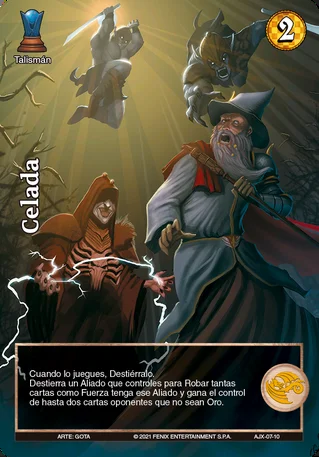 2
Talismán
Celada
Cuando lo juegues, Destiérralo.
Destierra un Aliado que controles para Robar tantas
cartas como Fuerza tenga ese Aliado y gana el control
de hasta dos cartas oponentes que no sean Oro.
ARTE: GOTA
© 2021 FENIX ENTERTAINMENT S.P.A.
AJX-07-10